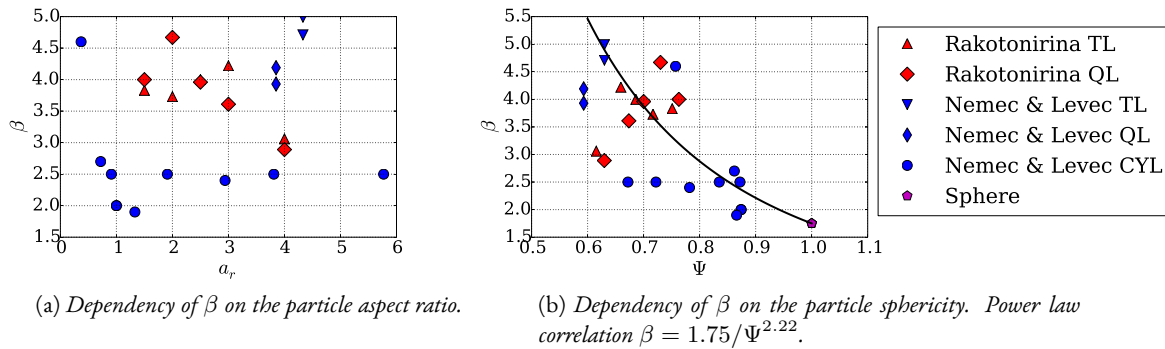 5.0
4.5
4.0
3.5
3.0
2.5
2.0
1.5
β
0 1 2 3 4 5 6
a_r
5.5
5.0
4.5
4.0
3.5
3.0
2.5
2.0
1.5
β
0.5 0.6 0.7 0.8 0.9 1.0 1.1
Ψ
Rakotonirina TL
Rakotonirina QL
Nemec & Levec TL
Nemec & Levec QL
Nemec & Levec CYL
Sphere
(a) Dependency of β on the particle aspect ratio.
(b) Dependency of β on the particle sphericity. Power law
correlation β = 1.75/Ψ^2.22.